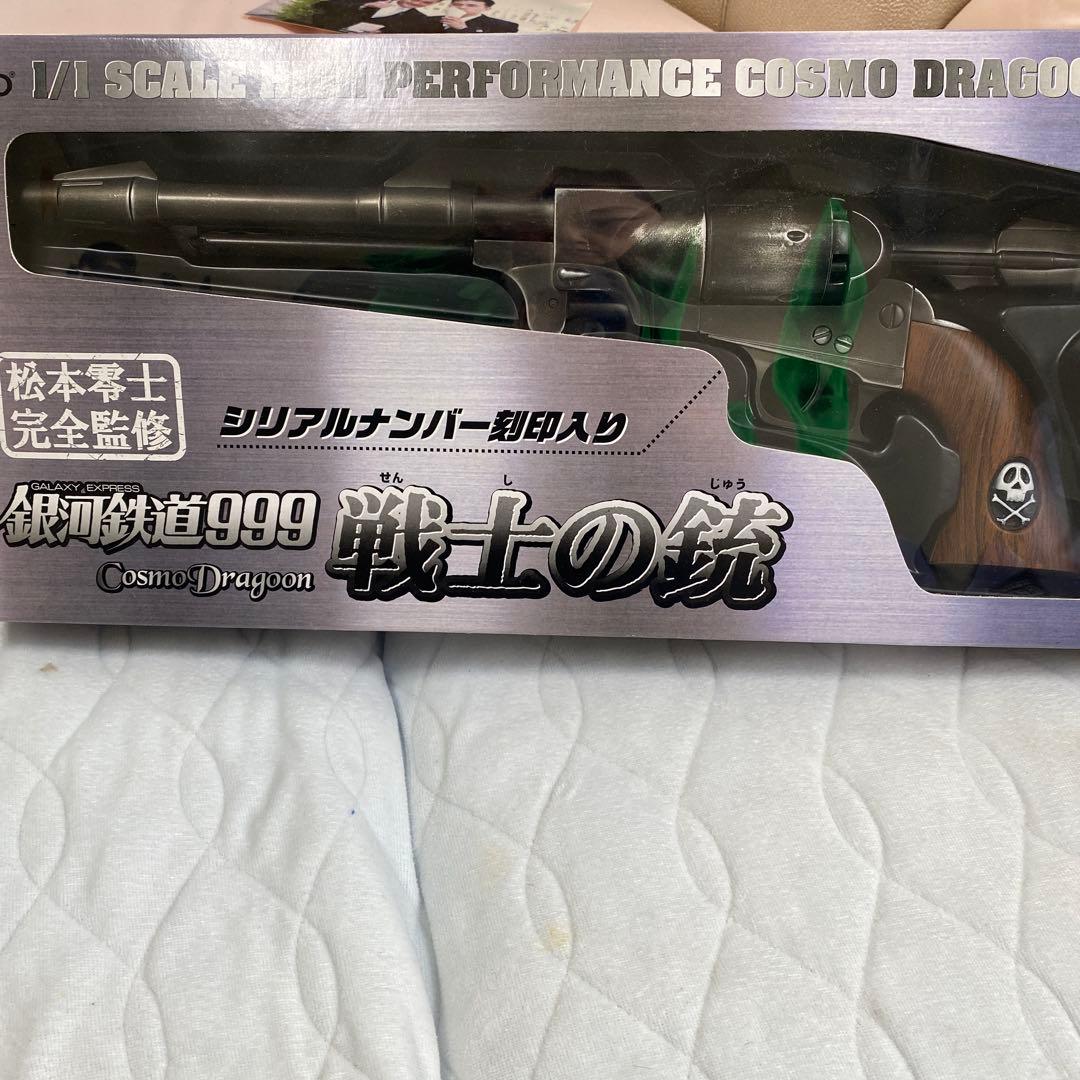 1/1 SCALE HIGH PERFORMANCE COSMO DRAGOO
松本零士
完全監修
シリアルナンバー刻印入り
GALAXY EXPRESS
銀河鉄道999
Cosmo Dragoon
せん し じゅう
戦士の銃